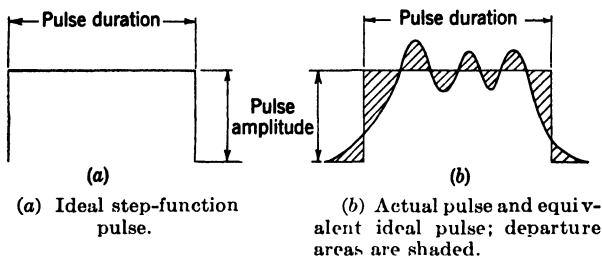 Pulse duration
Pulse duration
Pulse
amplitude
(a)
(b)
(a) Ideal step-function
pulse.
(b) Actual pulse and equiv-
alent ideal pulse; departure
areas are shaded.